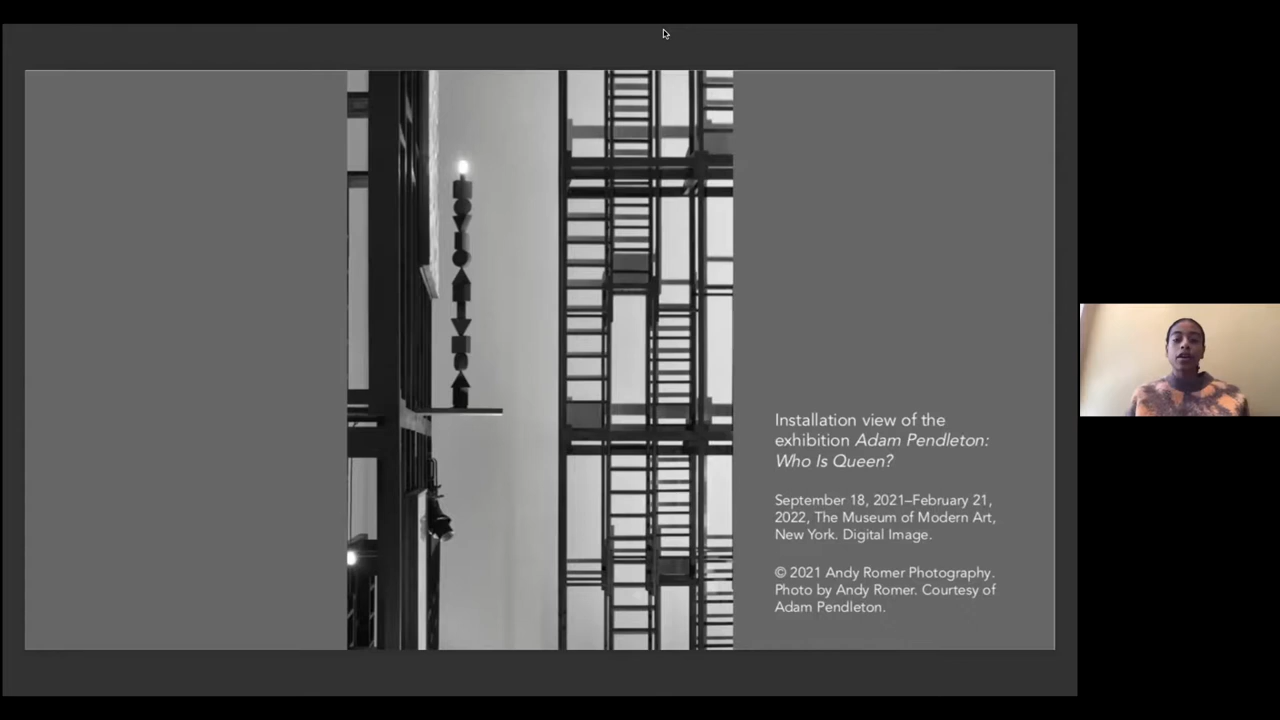 Installation view of the
exhibition Adam Pendleton:
Who Is Queen?
September 18, 2021–February 21,
2022, The Museum of Modern Art,
New York. Digital Image.
© 2021 Andy Romer Photography.
Photo by Andy Romer. Courtesy of
Adam Pendleton.